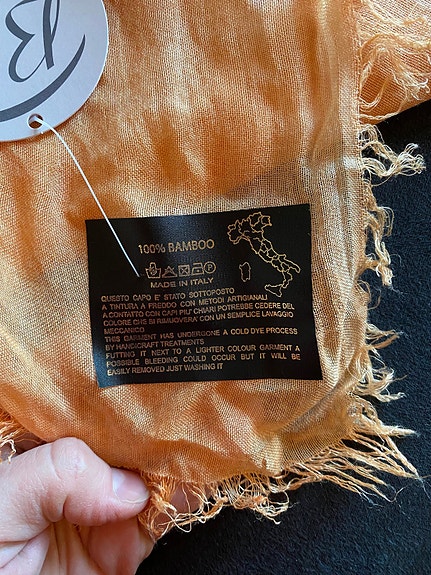 100% BAMBOO
MADE IN ITALY
QUESTO CAPO E' STATO SOTTOPOSTO
A TINTURA A FREDDO CON METODI ARTIGIANALI
A CONTATTO CON CAPI PIU' CHIARI POTREBBE CEDERE DEL
COLORE CHE SI RIMUOVERA' CON UN SEMPLICE LAVAGGIO
MECCANICO
THIS GARMENT HAS UNDERGONE A COLD DYE PROCESS
BY HANDICRAFT TREATMENTS
FUTTING IT NEXT TO A LIGHTER COLOUR GARMENT A
POSSIBLE BLEEDING COULD OCCUR BUT IT WILL BE
EASILY REMOVED JUST WASHING IT